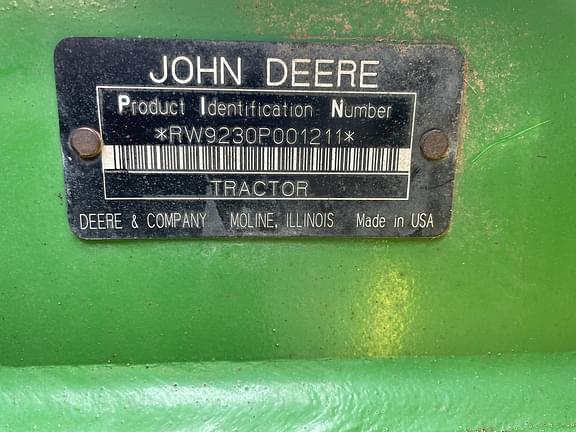 JOHN DEERE
Product Identification Number
*RW9230P001211*
TRACTOR
DEERE & COMPANY MOLINE, ILLINOIS Made in USA